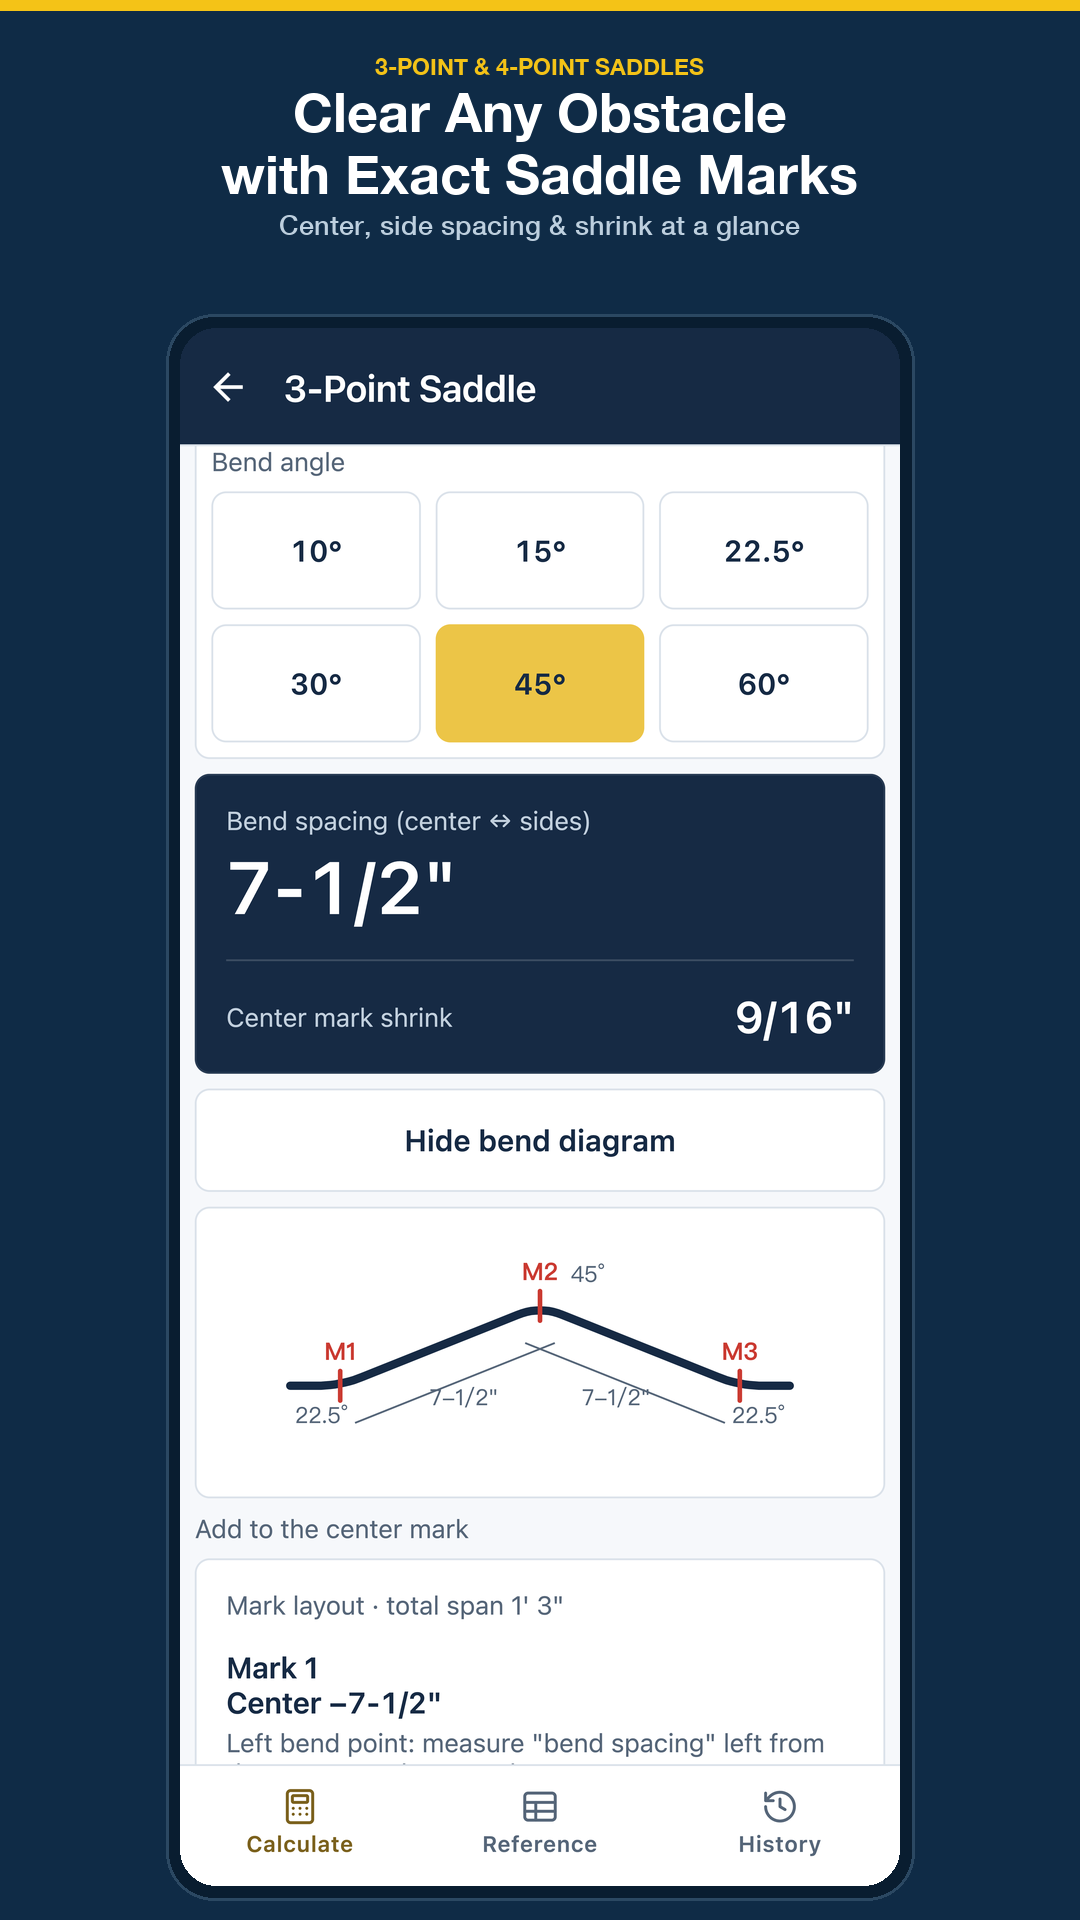 3-POINT & 4-POINT SADDLES
Clear Any Obstacle
with Exact Saddle Marks
Center, side spacing & shrink at a glance
3-Point Saddle
Bend angle
10° 15° 22.5°
30° 45° 60°
Bend spacing (center ↔ sides)
7-1/2"
Center mark shrink 9/16"
Hide bend diagram
M2 45°
M1 M3
7–1/2" 7–1/2"
22.5° 22.5°
Add to the center mark
Mark layout · total span 1' 3"
Mark 1
Center –7-1/2"
Left bend point: measure "bend spacing" left from
Calculate Reference History